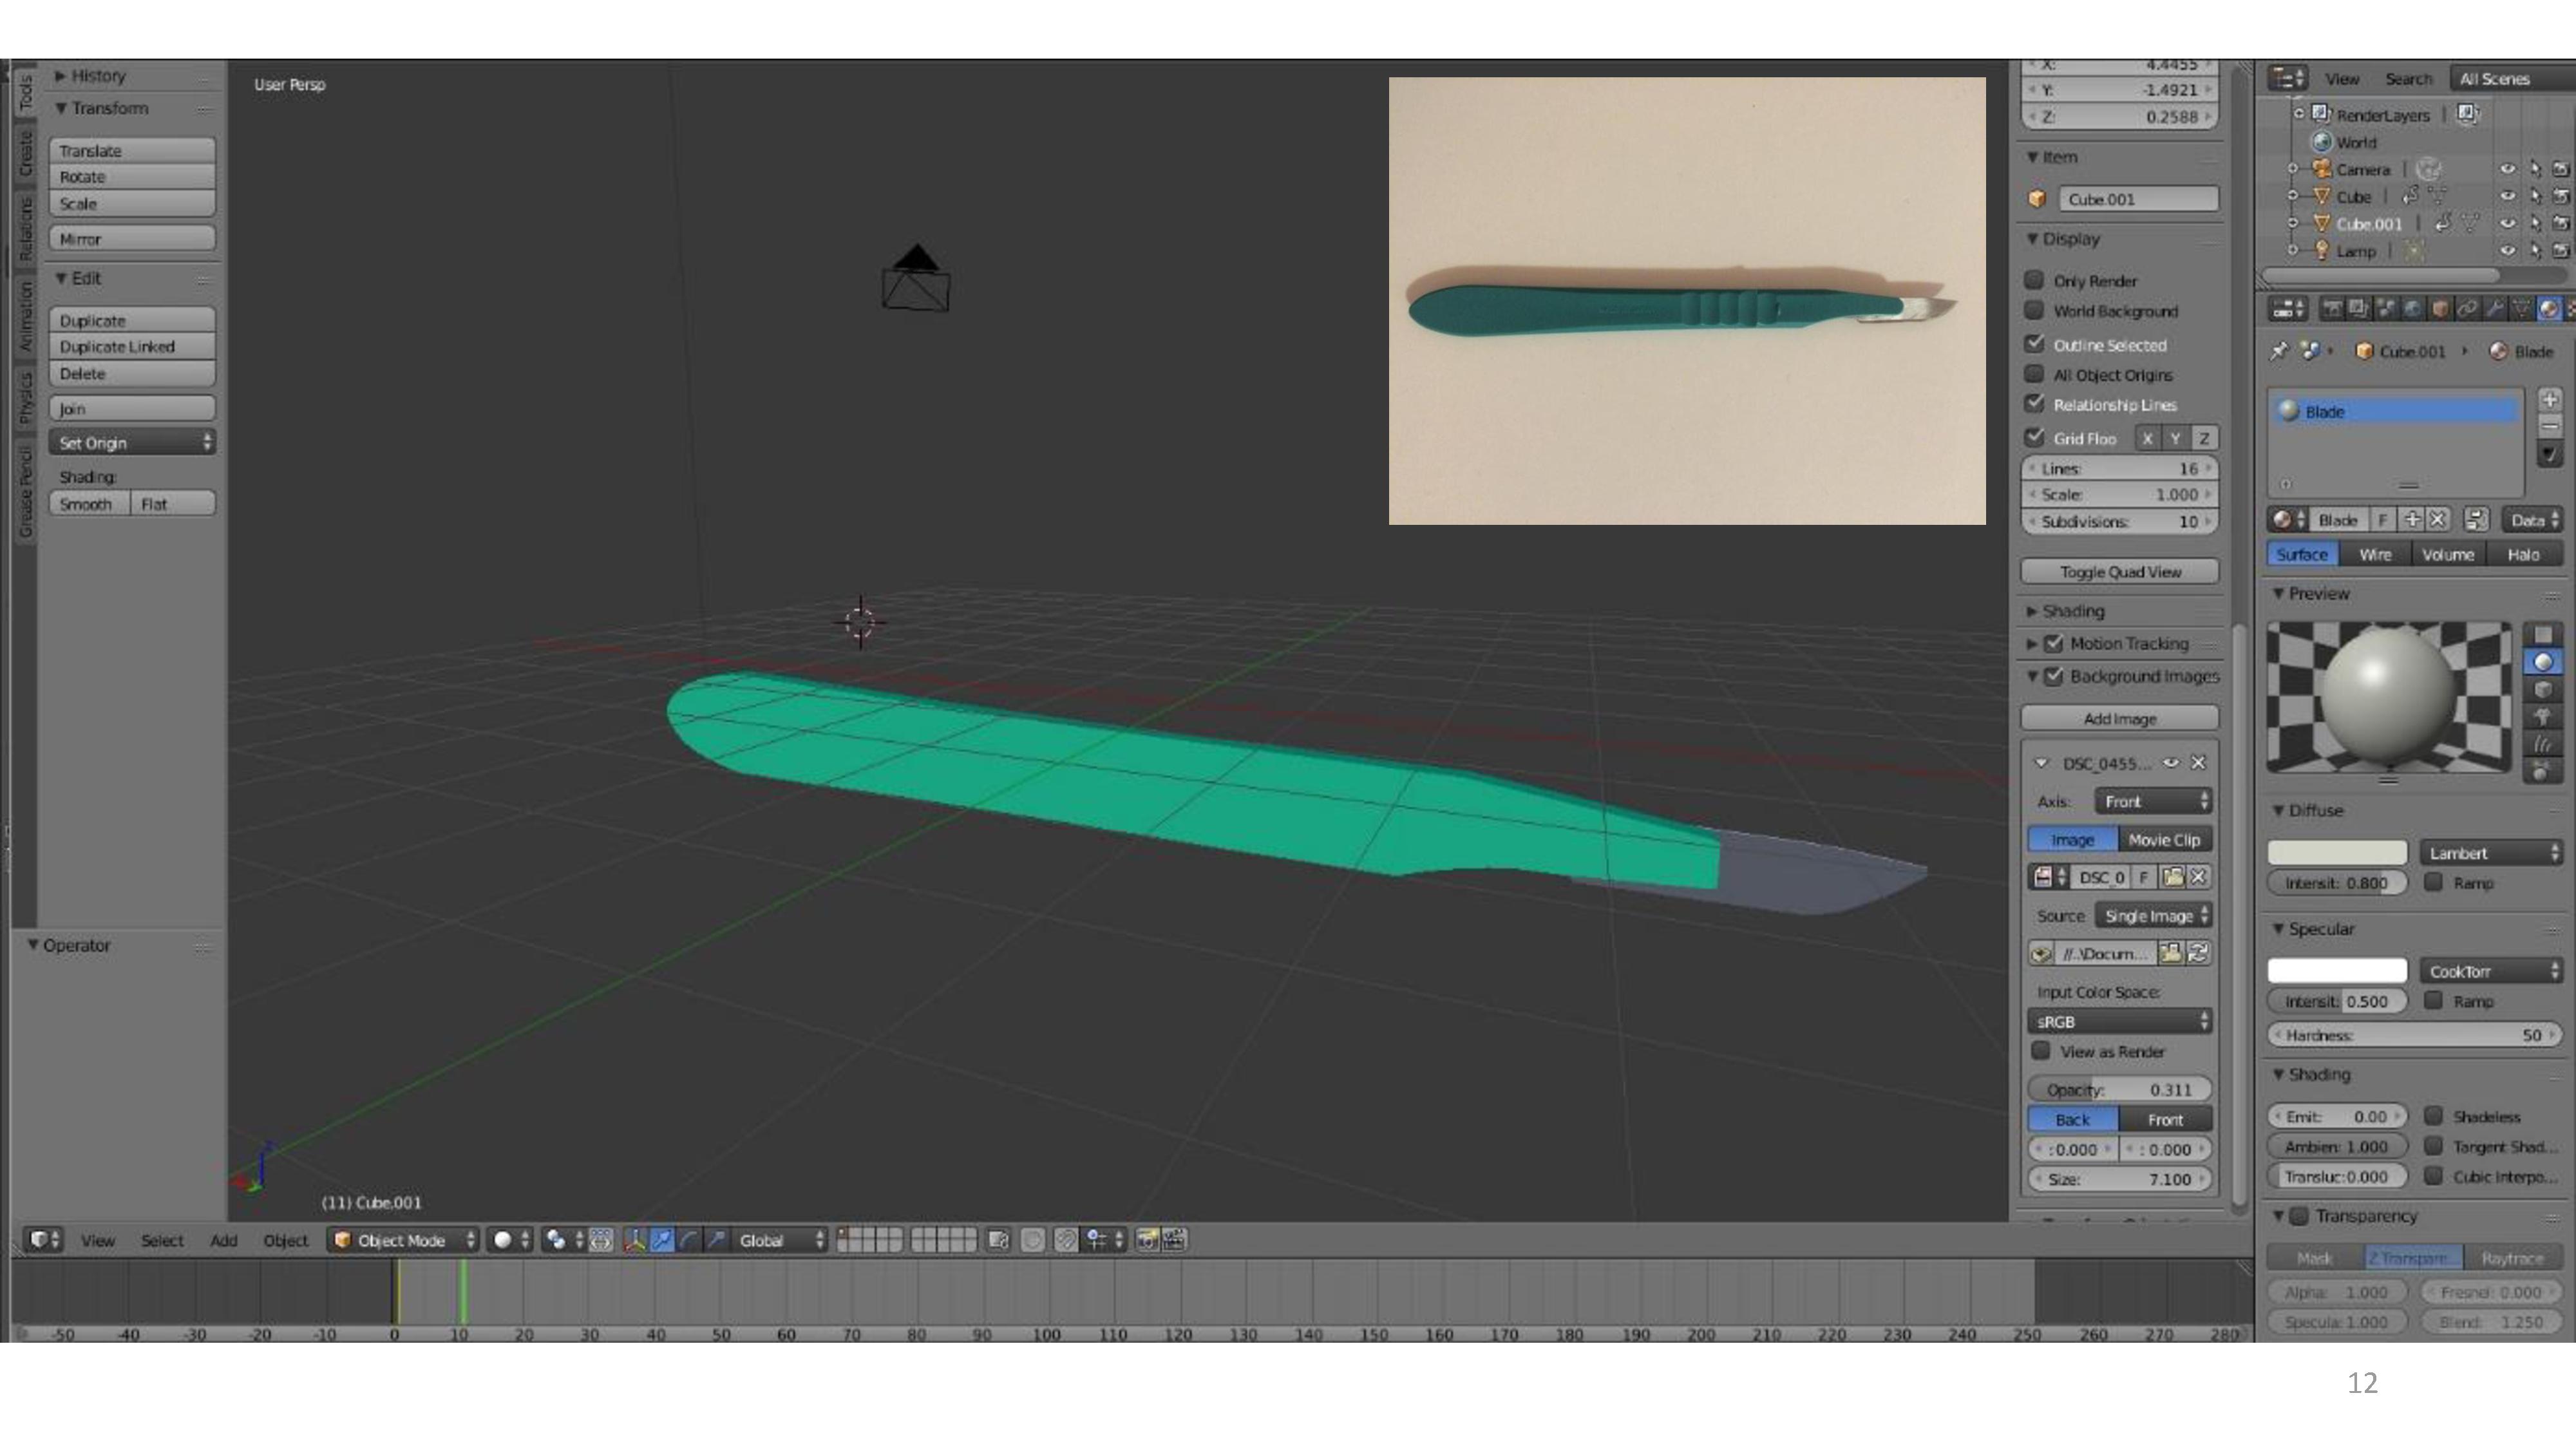 Tools
Create
Relations
Animation
Physics
Grease Pencil
History
Transform
Translate
Rotate
Scale
Mirror
Edit
Duplicate
Duplicate Linked
Delete
Join
Set Origin
Shading:
Smooth Flat
Operator
User Persp
(11) Cube.001
X: 4.4455
Y: -1.4921
Z: 0.2588
Item
Cube.001
Display
Only Render
World Background
Outline Selected
All Object Origins
Relationship Lines
Grid Floo X Y Z
Lines: 16
Scale: 1.000
Subdivisions: 10
Toggle Quad View
Shading
Motion Tracking
Background Images
Add Image
DSC_0455...
Axis: Front
Image Movie Clip
DSC_0 F
Source Single Image
//..\Docum...
Input Color Space:
sRGB
View as Render
Opacity: 0.311
Back Front
:0.000 : 0.000
Size: 7.100
View Search All Scenes
RenderLayers
World
Camera
Cube
Cube.001
Lamp
Cube.001 Blade
Blade
Blade F Data
Surface Wire Volume Halo
Preview
Diffuse
Lambert
Intensit: 0.800 Ramp
Specular
CookTorr
Intensit: 0.500 Ramp
Hardness: 50
Shading
Emit: 0.00 Shadeless
Ambien: 1.000 Tangent Shad...
Transluc:0.000 Cubic Interpo...
Transparency
Mask Z Transpare... Raytrace
Alpha: 1.000 Fresnel: 0.000
Specula: 1.000 Blend: 1.250
View Select Add Object Object Mode Global
-50 -40 -30 -20 -10 0 10 20 30 40 50 60 70 80 90 100 110 120 130 140 150 160 170 180 190 200 210 220 230 240 250 260 270 280
12